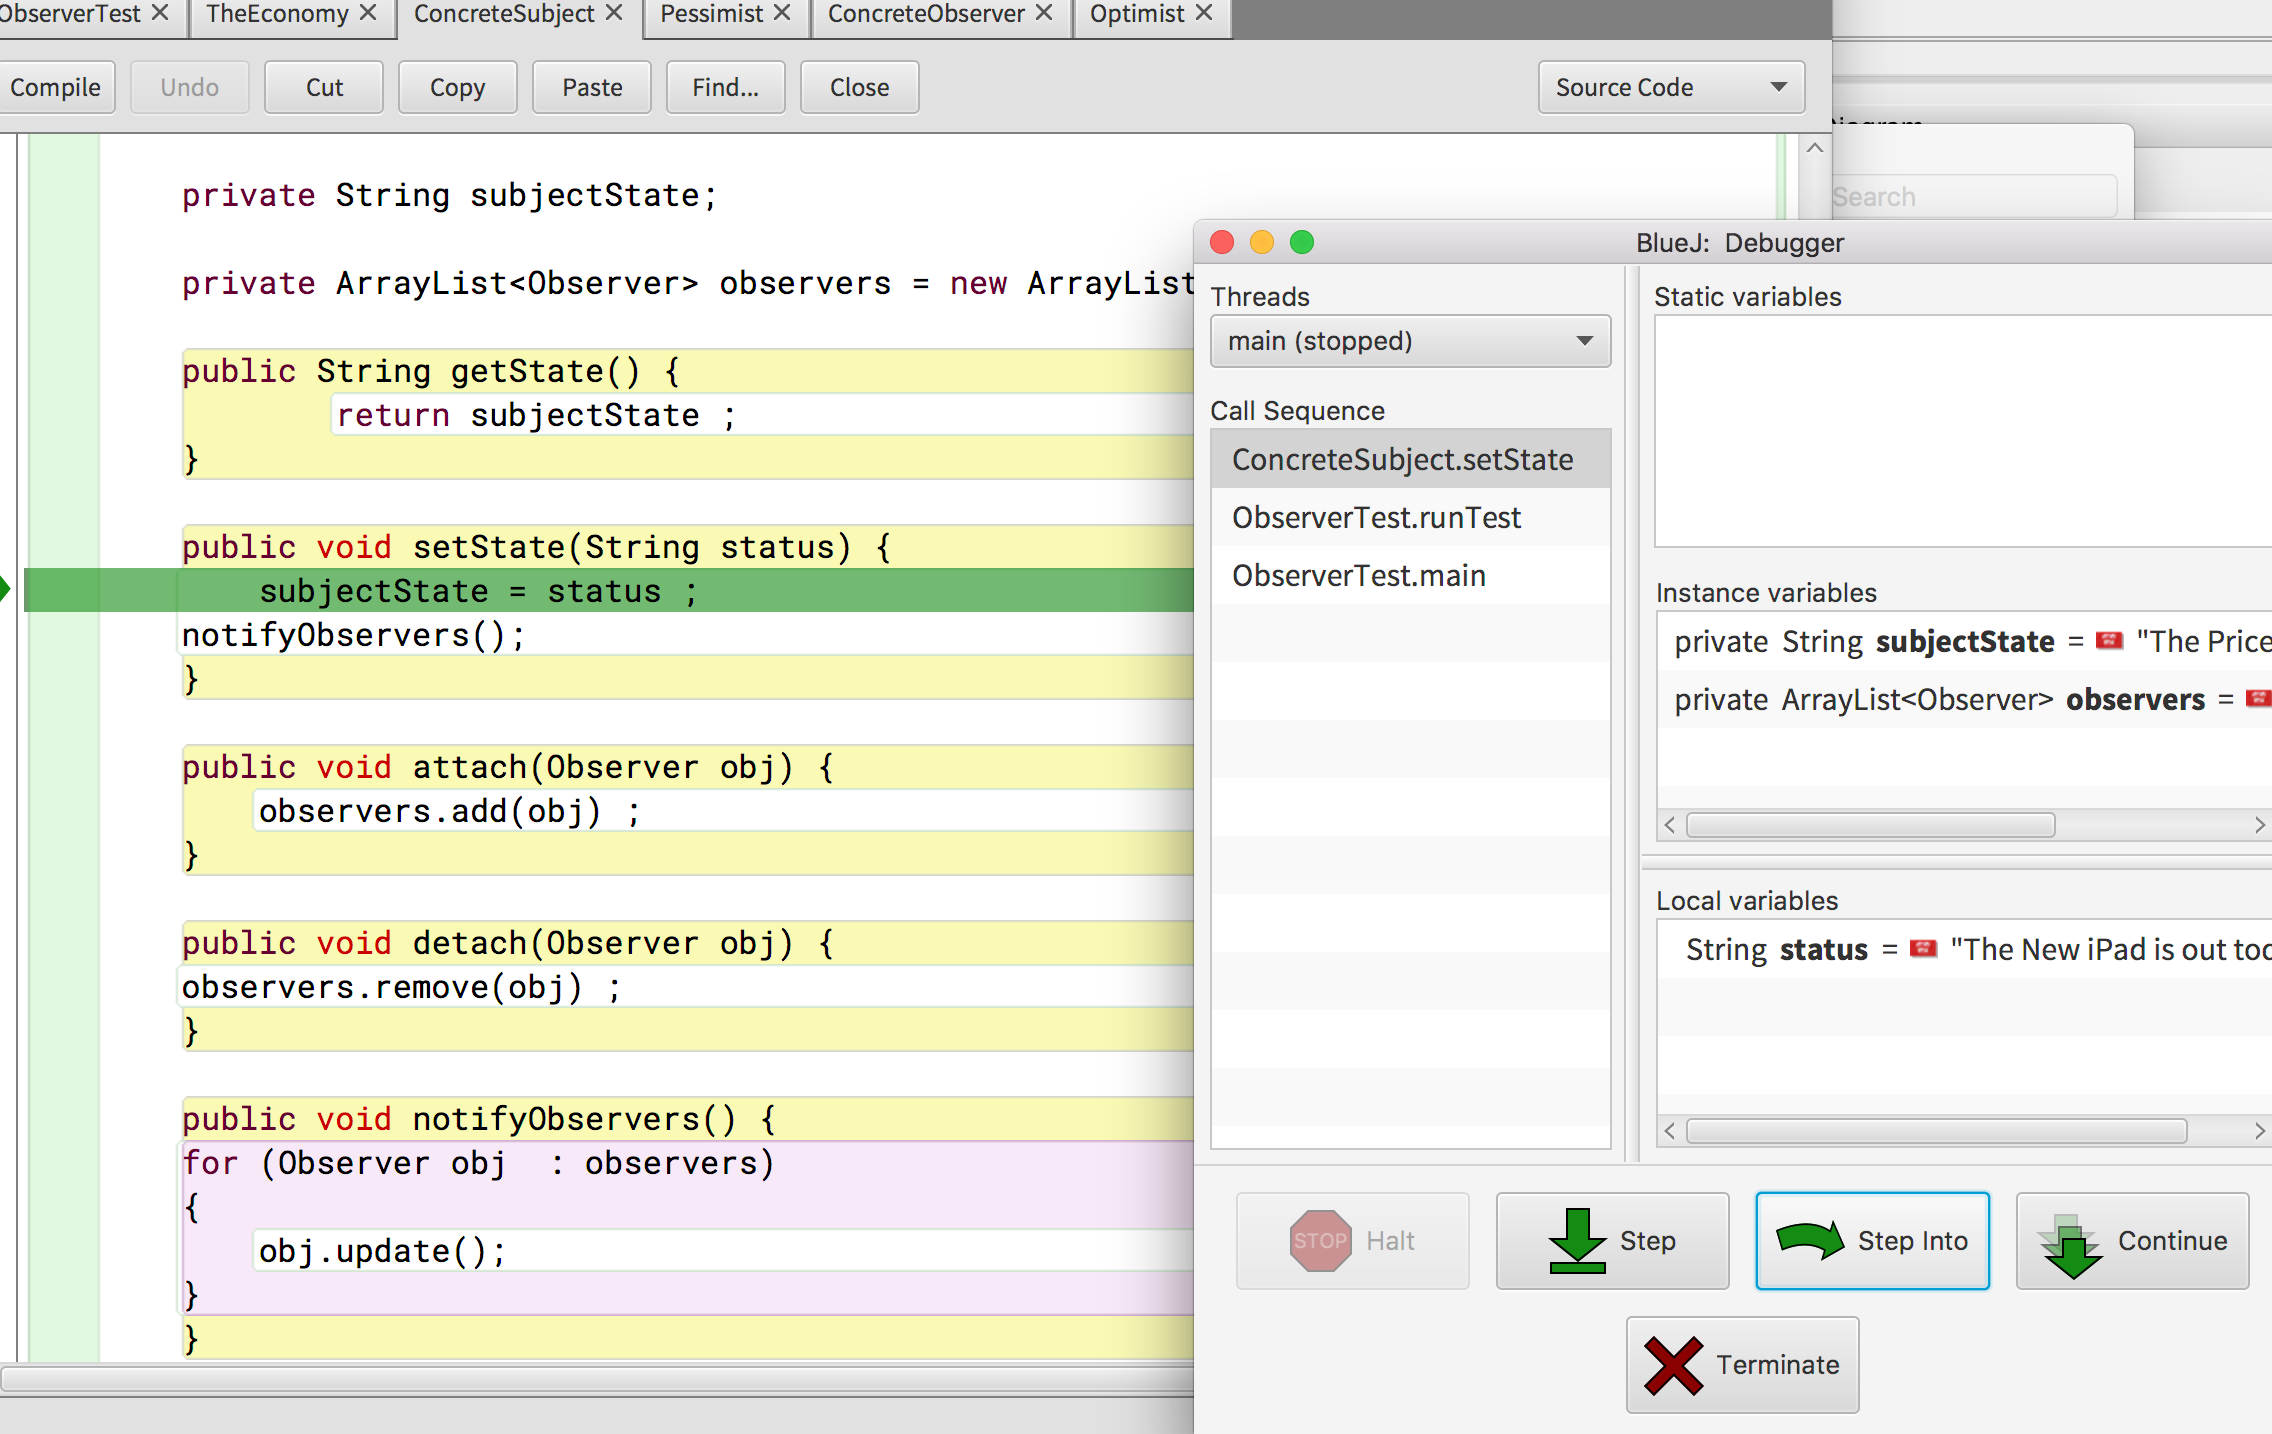 ObserverTest TheEconomy ConcreteSubject Pessimist ConcreteObserver Optimist
Compile Undo Cut Copy Paste Find... Close Source Code
Search
private String subjectState;
private ArrayList<Observer> observers = new ArrayList
public String getState() {
return subjectState ;
}
public void setState(String status) {
subjectState = status ;
notifyObservers();
}
public void attach(Observer obj) {
observers.add(obj) ;
}
public void detach(Observer obj) {
observers.remove(obj) ;
}
public void notifyObservers() {
for (Observer obj  : observers)
{
obj.update();
}
}
BlueJ: Debugger
Threads
main (stopped)
Call Sequence
ConcreteSubject.setState
ObserverTest.runTest
ObserverTest.main
Static variables
Instance variables
private String subjectState = "The Price
private ArrayList<Observer> observers =
Local variables
String status = "The New iPad is out
STOP Halt Step Step Into Continue
Terminate